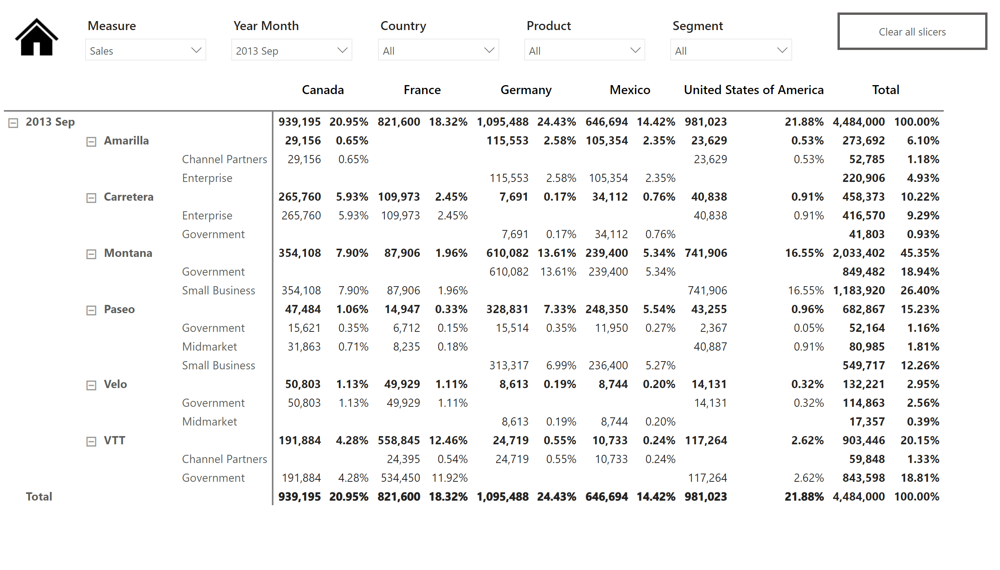 Measure Year Month Country Product Segment
Clear all slicers
Sales 2013 Sep All All All
Canada France Germany Mexico United States of America Total
2013 Sep 939,195 20.95% 821,600 18.32% 1,095,488 24.43% 646,694 14.42% 981,023 21.88% 4,484,000 100.00%
Amarilla 29,156 0.65% 115,553 2.58% 105,354 2.35% 23,629 0.53% 273,692 6.10%
Channel Partners 29,156 0.65% 23,629 0.53% 52,785 1.18%
Enterprise 115,553 2.58% 105,354 2.35% 220,906 4.93%
Carretera 265,760 5.93% 109,973 2.45% 7,691 0.17% 34,112 0.76% 40,838 0.91% 458,373 10.22%
Enterprise 265,760 5.93% 109,973 2.45% 40,838 0.91% 416,570 9.29%
Government 7,691 0.17% 34,112 0.76% 41,803 0.93%
Montana 354,108 7.90% 87,906 1.96% 610,082 13.61% 239,400 5.34% 741,906 16.55% 2,033,402 45.35%
Government 610,082 13.61% 239,400 5.34% 849,482 18.94%
Small Business 354,108 7.90% 87,906 1.96% 741,906 16.55% 1,183,920 26.40%
Paseo 47,484 1.06% 14,947 0.33% 328,831 7.33% 248,350 5.54% 43,255 0.96% 682,867 15.23%
Government 15,621 0.35% 6,712 0.15% 15,514 0.35% 11,950 0.27% 2,367 0.05% 52,164 1.16%
Midmarket 31,863 0.71% 8,235 0.18% 40,887 0.91% 80,985 1.81%
Small Business 313,317 6.99% 236,400 5.27% 549,717 12.26%
Velo 50,803 1.13% 49,929 1.11% 8,613 0.19% 8,744 0.20% 14,131 0.32% 132,221 2.95%
Government 50,803 1.13% 49,929 1.11% 14,131 0.32% 114,863 2.56%
Midmarket 8,613 0.19% 8,744 0.20% 17,357 0.39%
VTT 191,884 4.28% 558,845 12.46% 24,719 0.55% 10,733 0.24% 117,264 2.62% 903,446 20.15%
Channel Partners 24,395 0.54% 24,719 0.55% 10,733 0.24% 59,848 1.33%
Government 191,884 4.28% 534,450 11.92% 117,264 2.62% 843,598 18.81%
Total 939,195 20.95% 821,600 18.32% 1,095,488 24.43% 646,694 14.42% 981,023 21.88% 4,484,000 100.00%